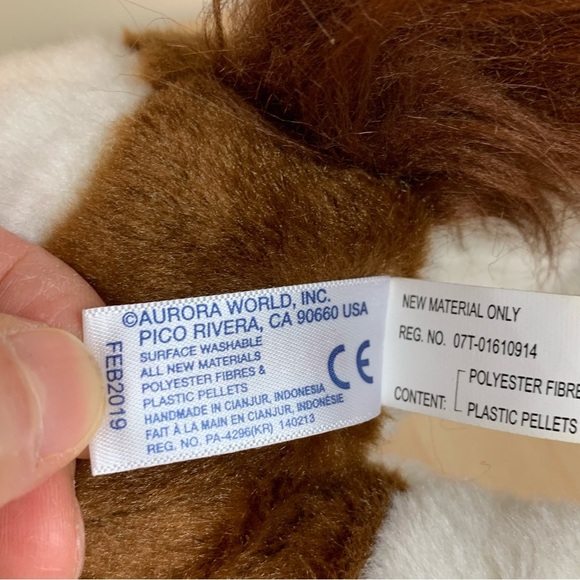 ©AURORA WORLD, INC.
PICO RIVERA, CA 90660 USA
SURFACE WASHABLE
ALL NEW MATERIALS
POLYESTER FIBRES &
PLASTIC PELLETS
HANDMADE IN CIANJUR, INDONESIA
FAIT À LA MAIN EN CIANJUR, INDONÉSIE
REG. NO. PA-4296(KR) 140213
CE
FEB2019
NEW MATERIAL ONLY
REG. NO. 07T-01610914
CONTENT:
POLYESTER FIBRE
PLASTIC PELLETS